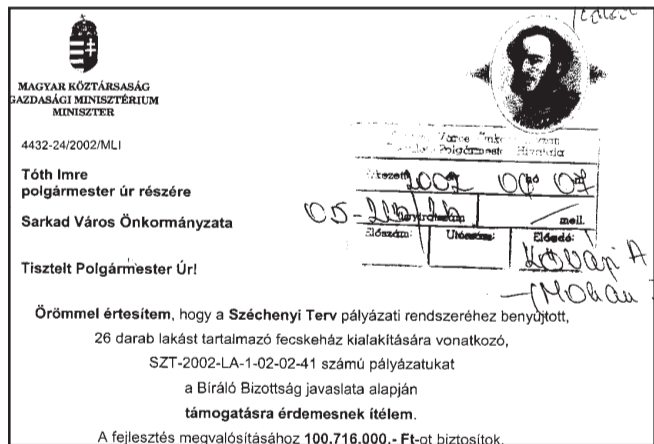 MAGYAR KÖZTÁRSASÁG
GAZDASÁGI MINISZTÉRIUM
MINISZTER
4432-24/2002/MLI
Tóth Imre
polgármester úr részére
Sarkad Város Önkormányzata
Tisztelt Polgármester Úr!
Polgármeste Hivatala
2002
mell.
Előszám: Utószám: Előadó:
Örömmel értesítem, hogy a Széchenyi Terv pályázati rendszeréhez benyújtott,
26 darab lakást tartalmazó fecskeház kialakítására vonatkozó,
SZT-2002-LA-1-02-02-41 számú pályázatukat
a Bíráló Bizottság javaslata alapján
támogatásra érdemesnek ítélem.
A fejlesztés megvalósításához 100.716.000,- Ft-ot biztosítok.